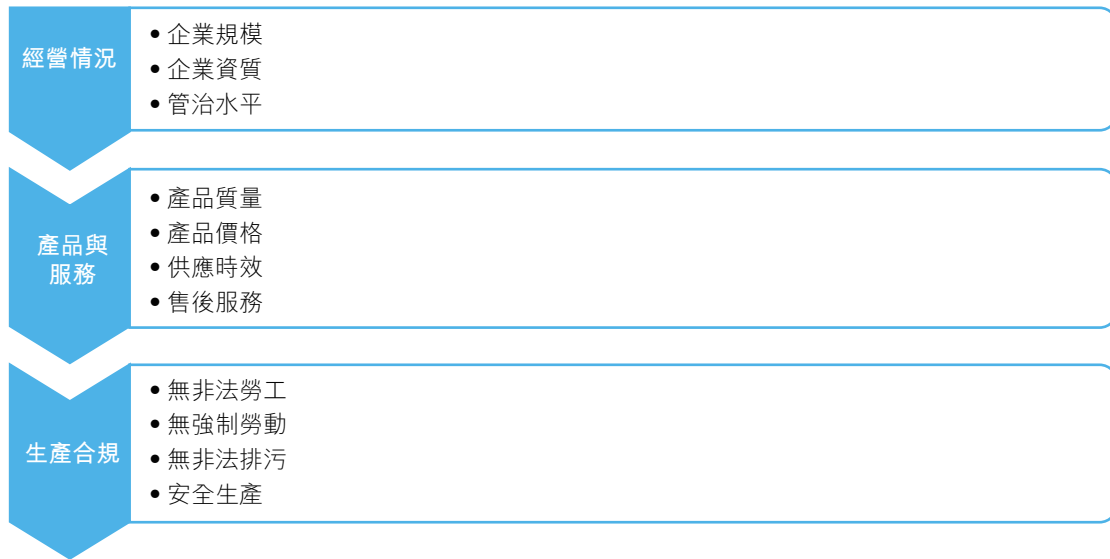 經營情況
• 企業規模
• 企業資質
• 管治水平
產品與
服務
• 產品質量
• 產品價格
• 供應時效
• 售後服務
生產合規
• 無非法勞工
• 無強制勞動
• 無非法排污
• 安全生產